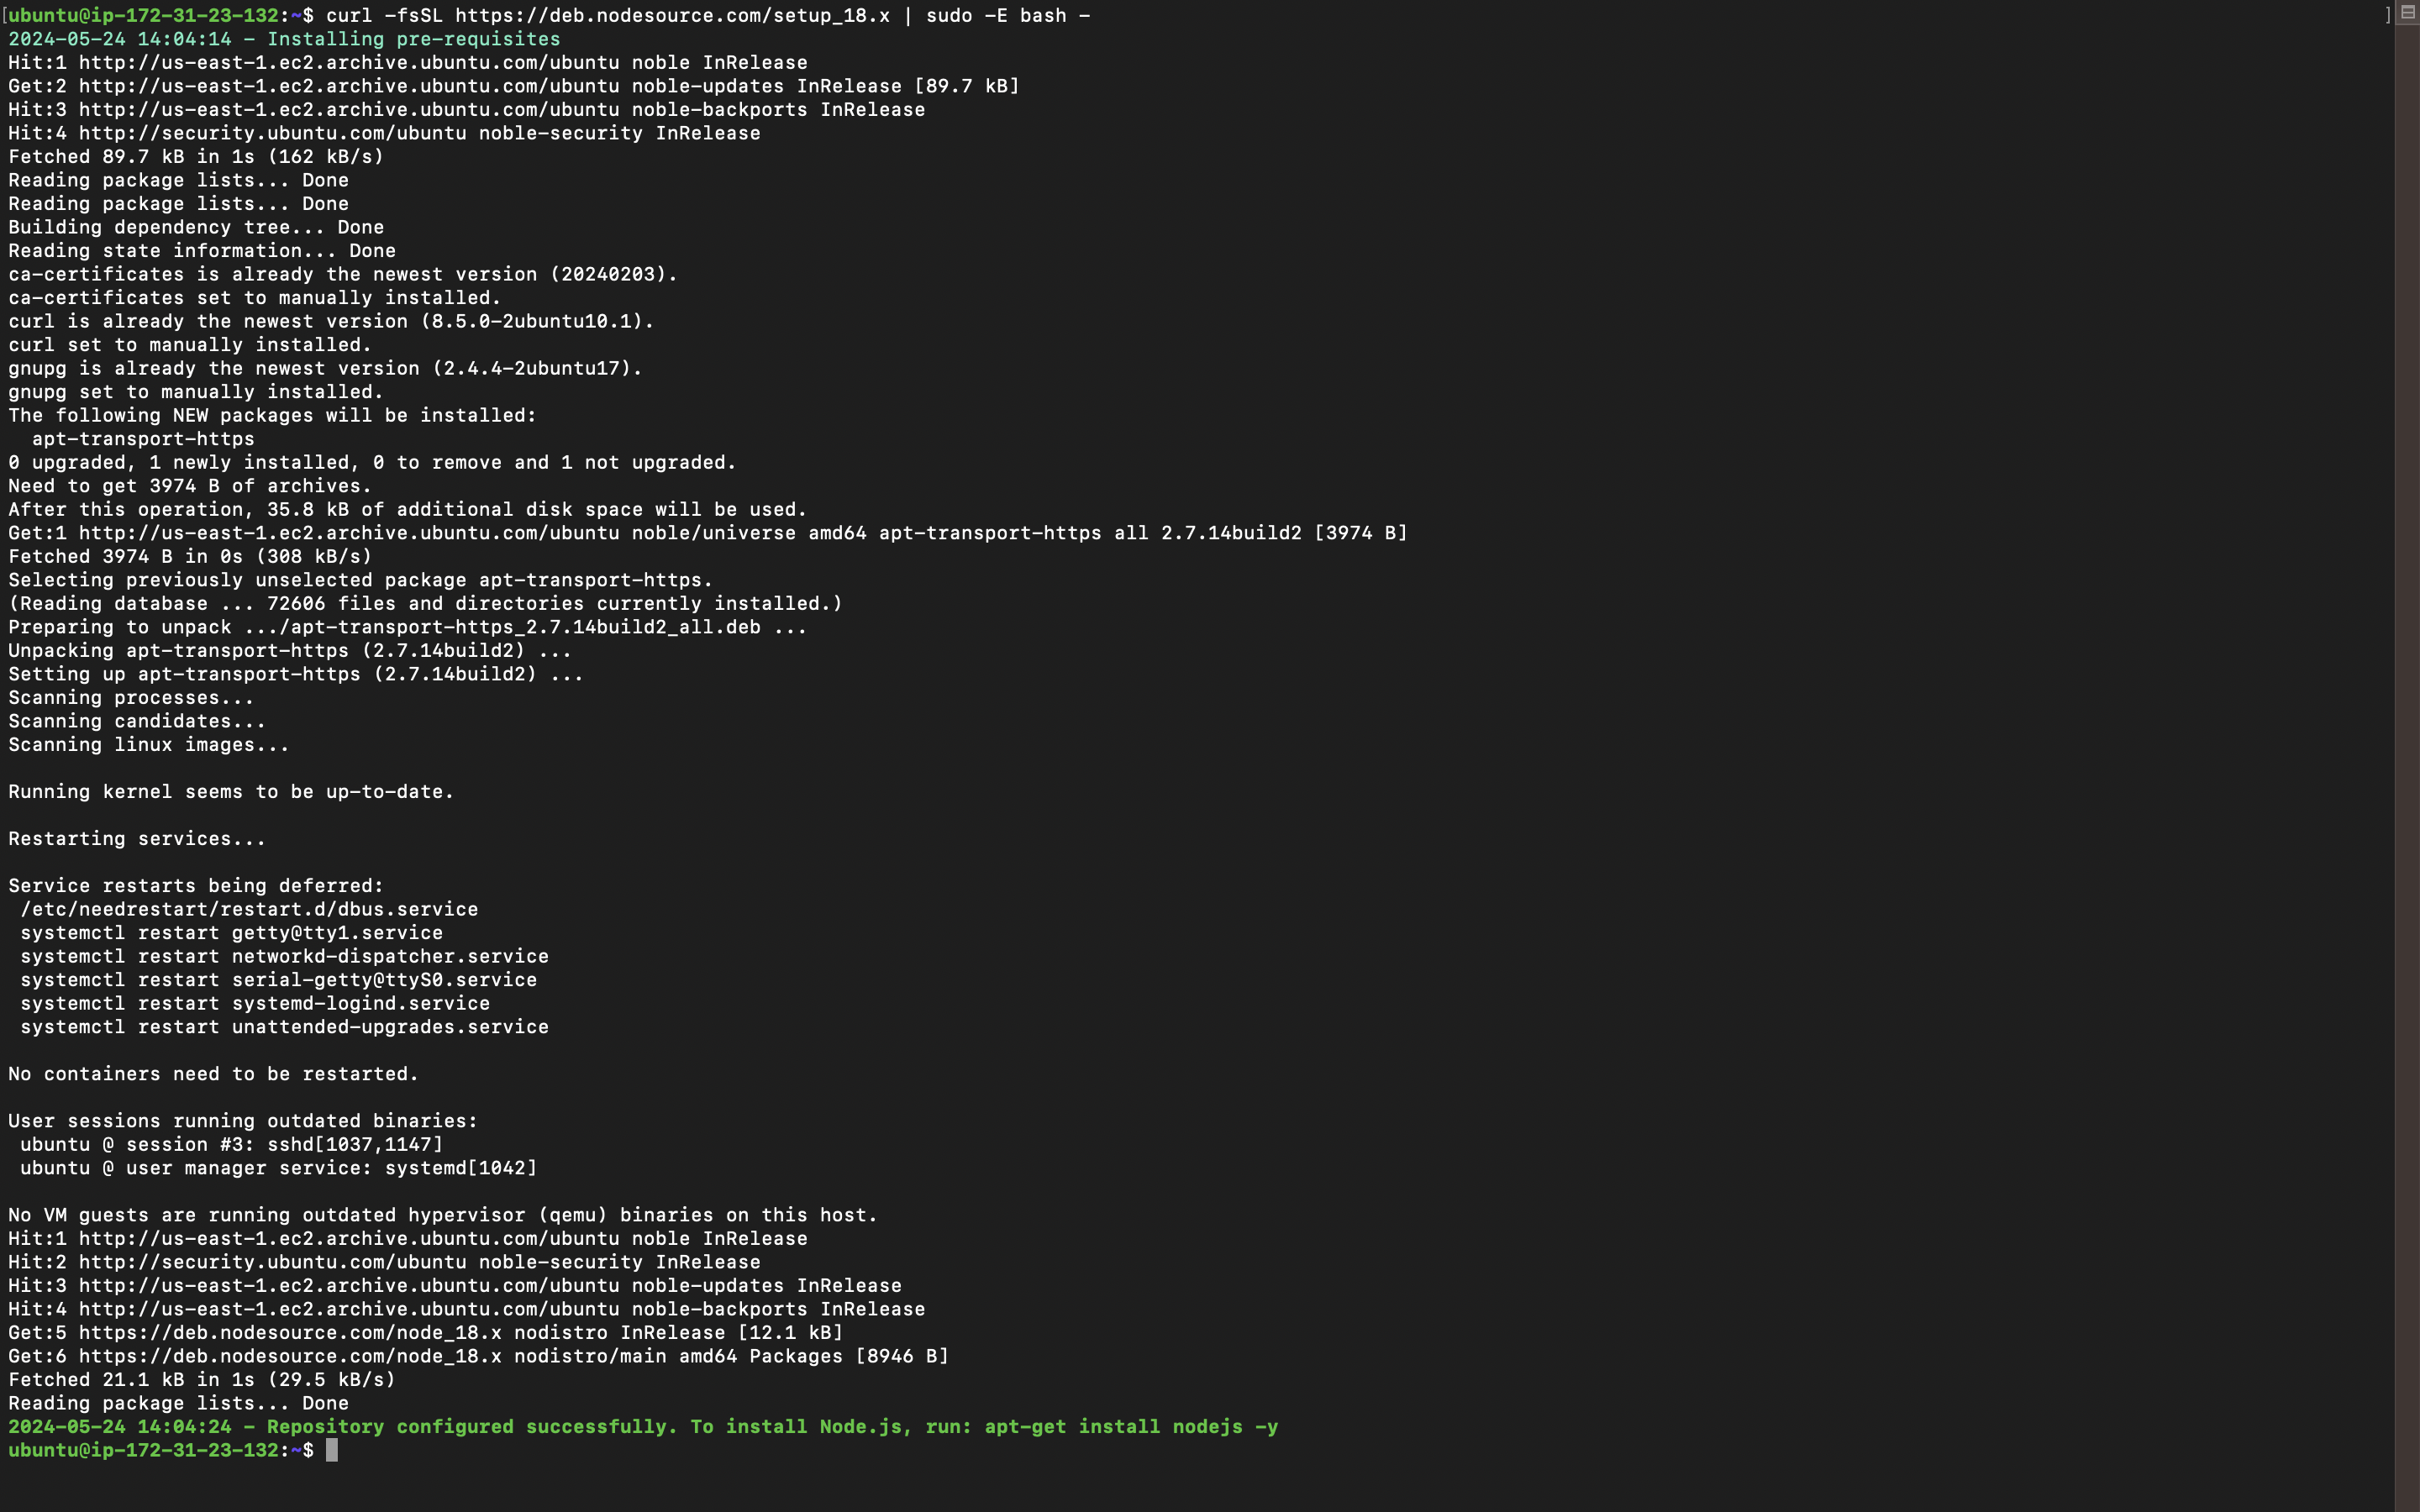 [ubuntu@ip-172-31-23-132:~$ curl -fsSL https://deb.nodesource.com/setup_18.x | sudo -E bash - ]
2024-05-24 14:04:14 - Installing pre-requisites
Hit:1 http://us-east-1.ec2.archive.ubuntu.com/ubuntu noble InRelease
Get:2 http://us-east-1.ec2.archive.ubuntu.com/ubuntu noble-updates InRelease [89.7 kB]
Hit:3 http://us-east-1.ec2.archive.ubuntu.com/ubuntu noble-backports InRelease
Hit:4 http://security.ubuntu.com/ubuntu noble-security InRelease
Fetched 89.7 kB in 1s (162 kB/s)
Reading package lists... Done
Reading package lists... Done
Building dependency tree... Done
Reading state information... Done
ca-certificates is already the newest version (20240203).
ca-certificates set to manually installed.
curl is already the newest version (8.5.0-2ubuntu10.1).
curl set to manually installed.
gnupg is already the newest version (2.4.4-2ubuntu17).
gnupg set to manually installed.
The following NEW packages will be installed:
  apt-transport-https
0 upgraded, 1 newly installed, 0 to remove and 1 not upgraded.
Need to get 3974 B of archives.
After this operation, 35.8 kB of additional disk space will be used.
Get:1 http://us-east-1.ec2.archive.ubuntu.com/ubuntu noble/universe amd64 apt-transport-https all 2.7.14build2 [3974 B]
Fetched 3974 B in 0s (308 kB/s)
Selecting previously unselected package apt-transport-https.
(Reading database ... 72606 files and directories currently installed.)
Preparing to unpack .../apt-transport-https_2.7.14build2_all.deb ...
Unpacking apt-transport-https (2.7.14build2) ...
Setting up apt-transport-https (2.7.14build2) ...
Scanning processes...
Scanning candidates...
Scanning linux images...
Running kernel seems to be up-to-date.
Restarting services...
Service restarts being deferred:
 /etc/needrestart/restart.d/dbus.service
 systemctl restart getty@tty1.service
 systemctl restart networkd-dispatcher.service
 systemctl restart serial-getty@ttyS0.service
 systemctl restart systemd-logind.service
 systemctl restart unattended-upgrades.service
No containers need to be restarted.
User sessions running outdated binaries:
 ubuntu @ session #3: sshd[1037,1147]
 ubuntu @ user manager service: systemd[1042]
No VM guests are running outdated hypervisor (qemu) binaries on this host.
Hit:1 http://us-east-1.ec2.archive.ubuntu.com/ubuntu noble InRelease
Hit:2 http://security.ubuntu.com/ubuntu noble-security InRelease
Hit:3 http://us-east-1.ec2.archive.ubuntu.com/ubuntu noble-updates InRelease
Hit:4 http://us-east-1.ec2.archive.ubuntu.com/ubuntu noble-backports InRelease
Get:5 https://deb.nodesource.com/node_18.x nodistro InRelease [12.1 kB]
Get:6 https://deb.nodesource.com/node_18.x nodistro/main amd64 Packages [8946 B]
Fetched 21.1 kB in 1s (29.5 kB/s)
Reading package lists... Done
2024-05-24 14:04:24 - Repository configured successfully. To install Node.js, run: apt-get install nodejs -y
ubuntu@ip-172-31-23-132:~$